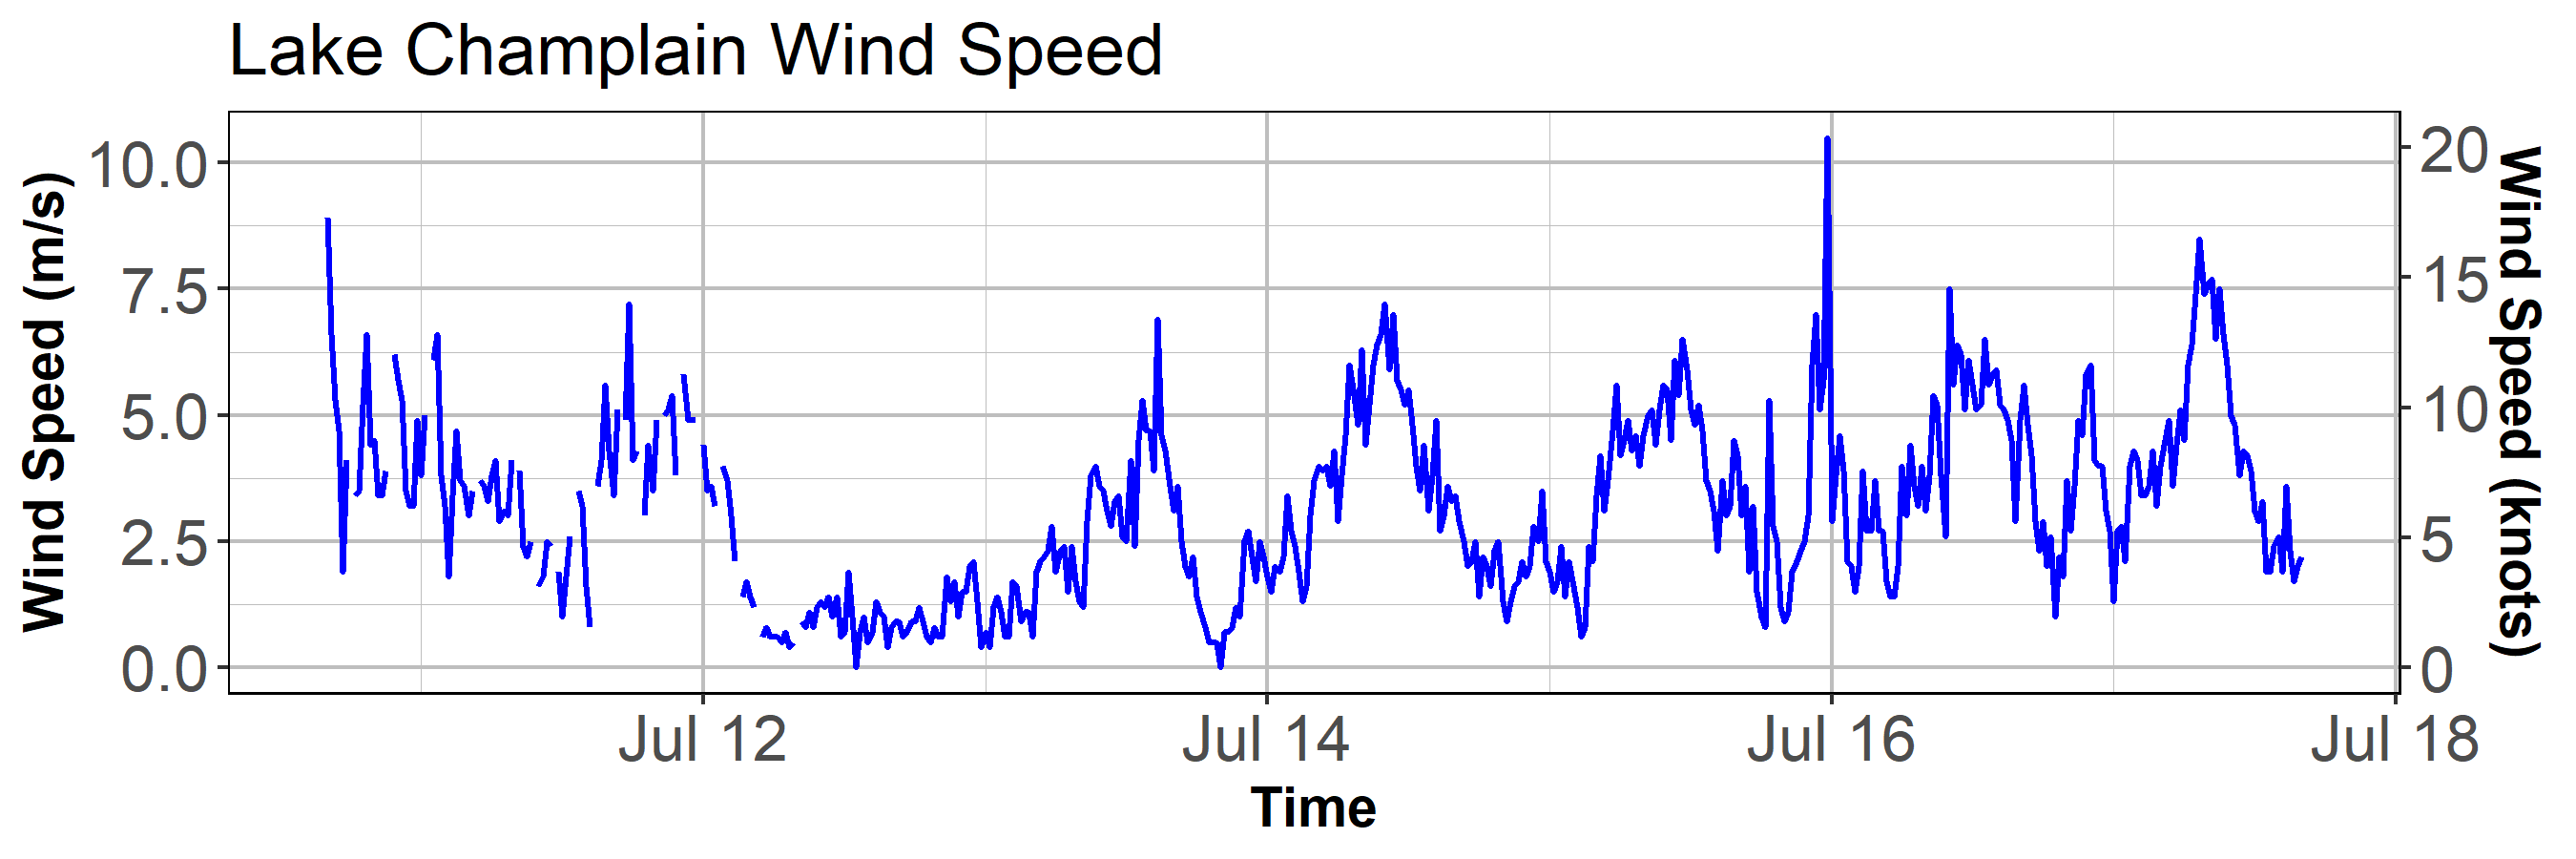 Lake Champlain Wind Speed
Wind Speed (m/s)
10.0
7.5
5.0
2.5
0.0
20
15
10
5
0
Wind Speed (knots)
Jul 12
Jul 14
Jul 16
Jul 18
Time